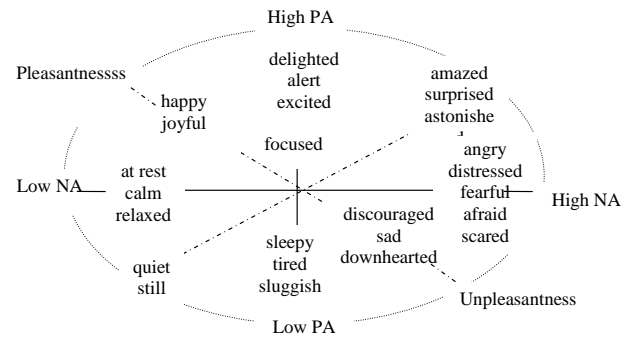 High PA
Pleasantnessss
delighted
alert
excited
amazed
surprised
astonishe
d
happy
joyful
focused
Low NA
at rest
calm
relaxed
angry
distressed
fearful
afraid
scared
High NA
discouraged
sad
downhearted
sleepy
tired
sluggish
quiet
still
Unpleasantness
Low PA